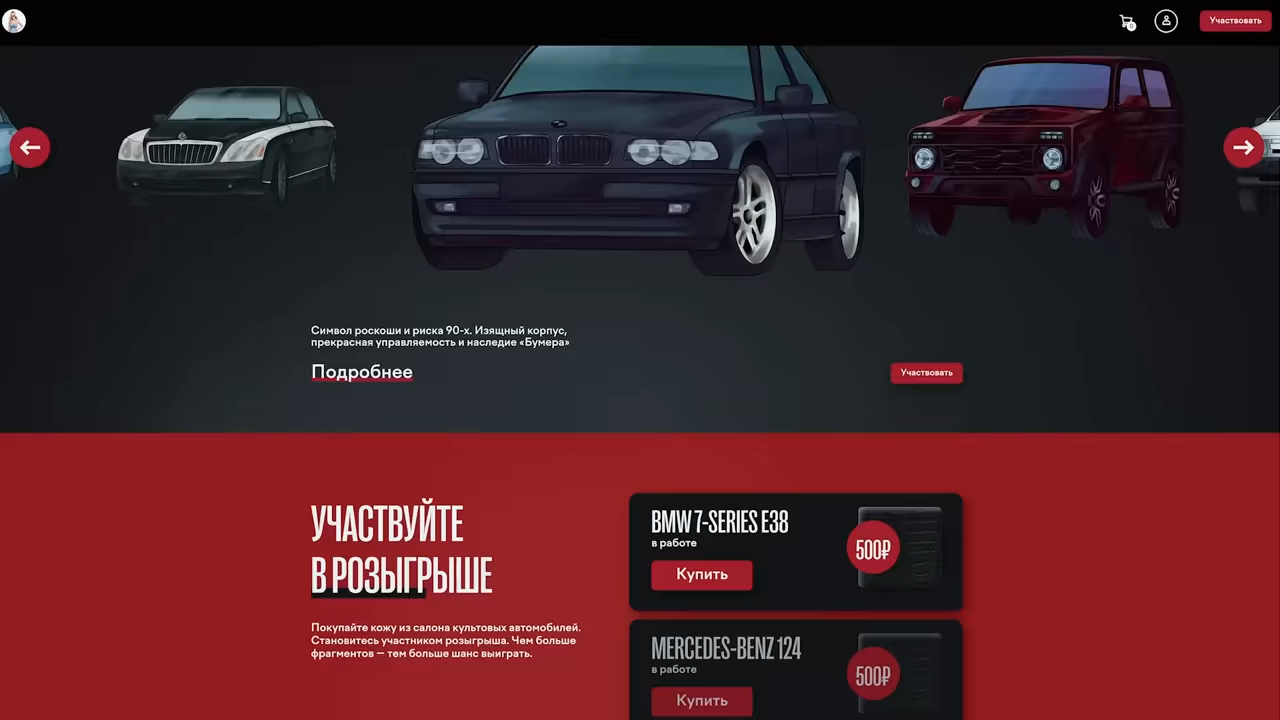 Участвовать
0
Символ роскоши и риска 90-х. Изящный корпус,
прекрасная управляемость и наследие «Бумера»
Подробнее
Участвовать
УЧАСТВУЙТЕ
В РОЗЫГРЫШЕ
Покупайте кожу из салона культовых автомобилей.
Становитесь участником розыгрыша. Чем больше
фрагментов — тем больше шанс выиграть.
BMW 7-SERIES E38
в работе
Купить
500₽
MERCEDES-BENZ 124
в работе
Купить
500₽